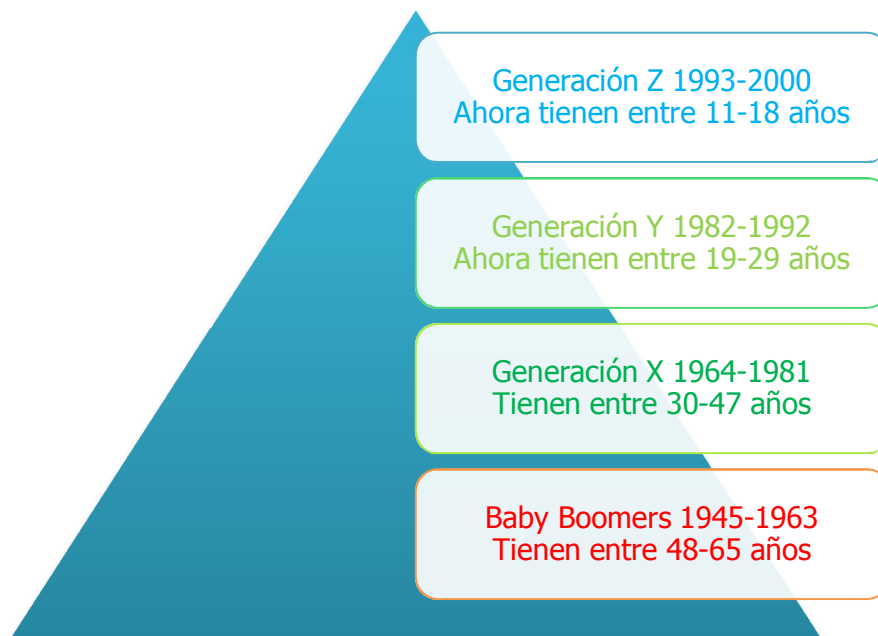 Generación Z 1993-2000
Ahora tienen entre 11-18 años
Generación Y 1982-1992
Ahora tienen entre 19-29 años
Generación X 1964-1981
Tienen entre 30-47 años
Baby Boomers 1945-1963
Tienen entre 48-65 años